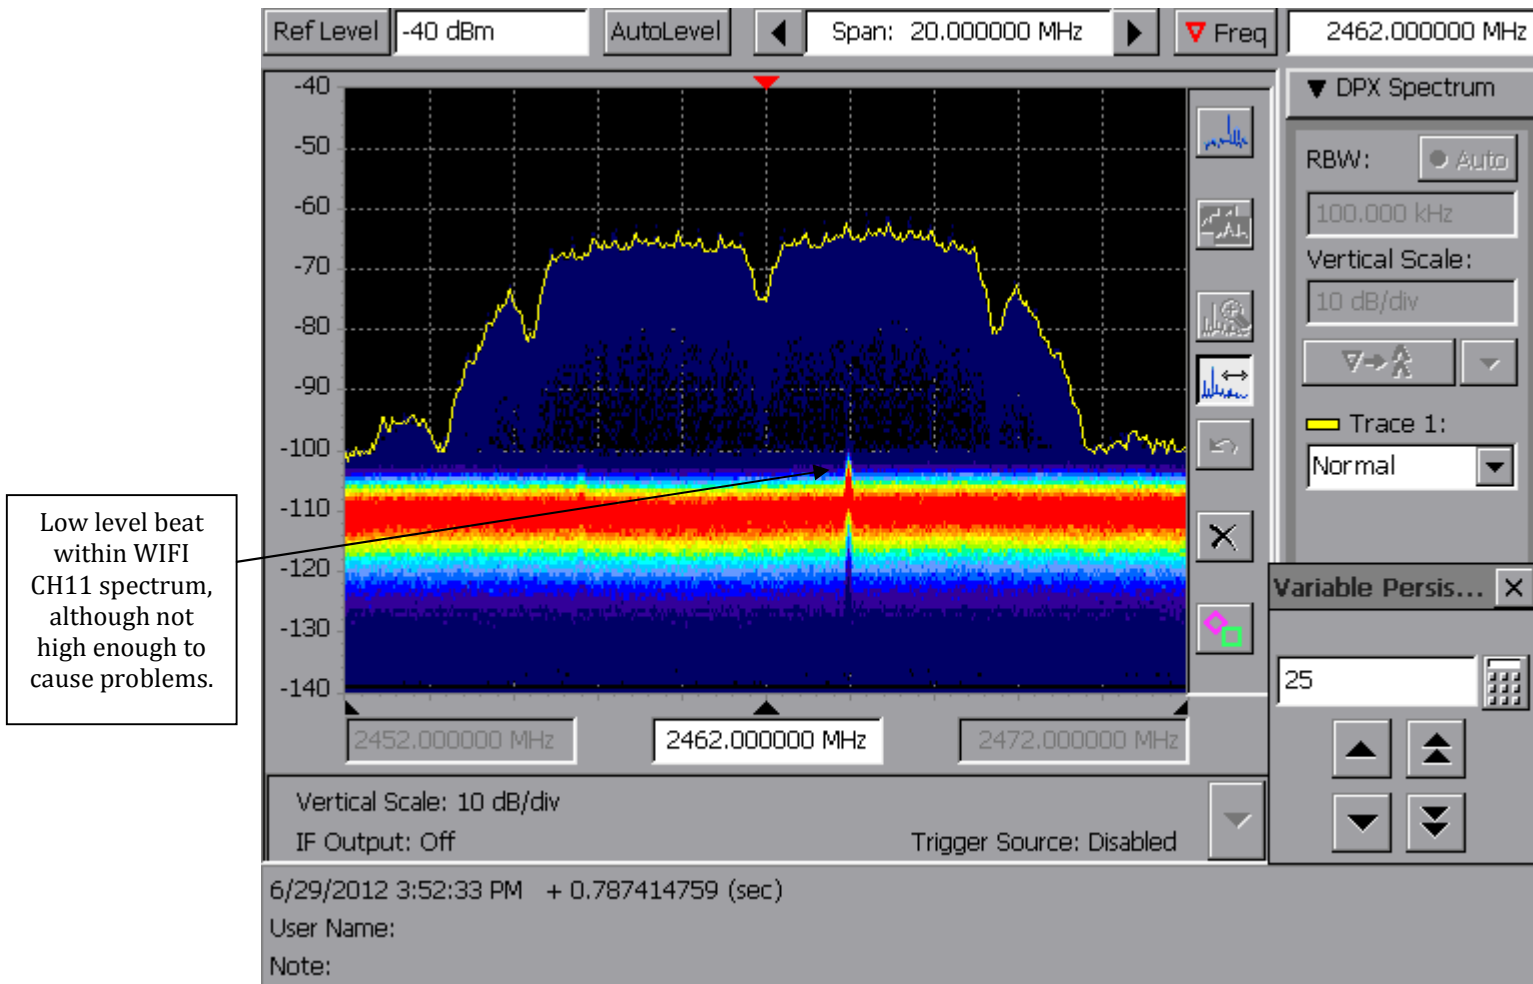 Ref Level -40 dBm AutoLevel Span: 20.000000 MHz Freq 2462.000000 MHz
DPX Spectrum
RBW: Auto
100.000 kHz
Vertical Scale:
10 dB/div
Trace 1:
Normal
-40
-50
-60
-70
-80
-90
-100
-110
-120
-130
-140
Low level beat
within WIFI
CH11 spectrum,
although not
high enough to
cause problems.
2452.000000 MHz 2462.000000 MHz 2472.000000 MHz
Variable Persis...
25
Vertical Scale: 10 dB/div
IF Output: Off Trigger Source: Disabled
6/29/2012 3:52:33 PM + 0.787414759 (sec)
User Name:
Note: